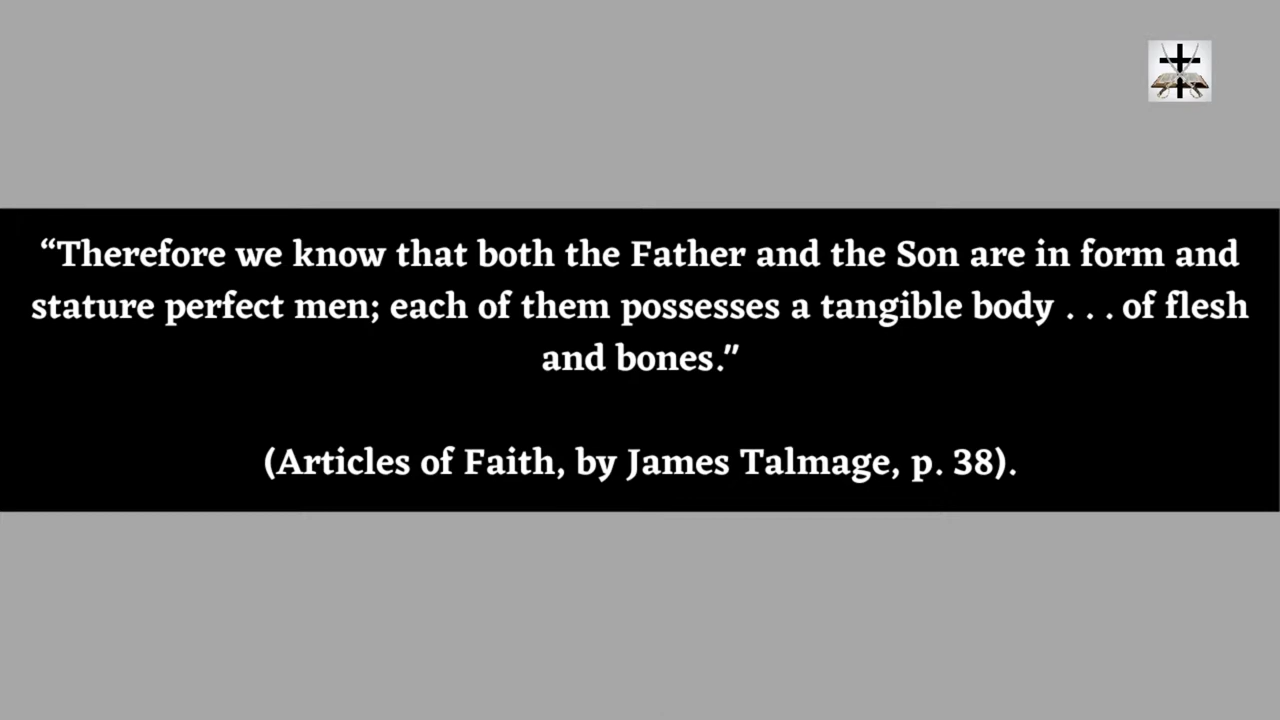 “Therefore we know that both the Father and the Son are in form and
stature perfect men; each of them possesses a tangible body . . . of flesh
and bones."
(Articles of Faith, by James Talmage, p. 38).